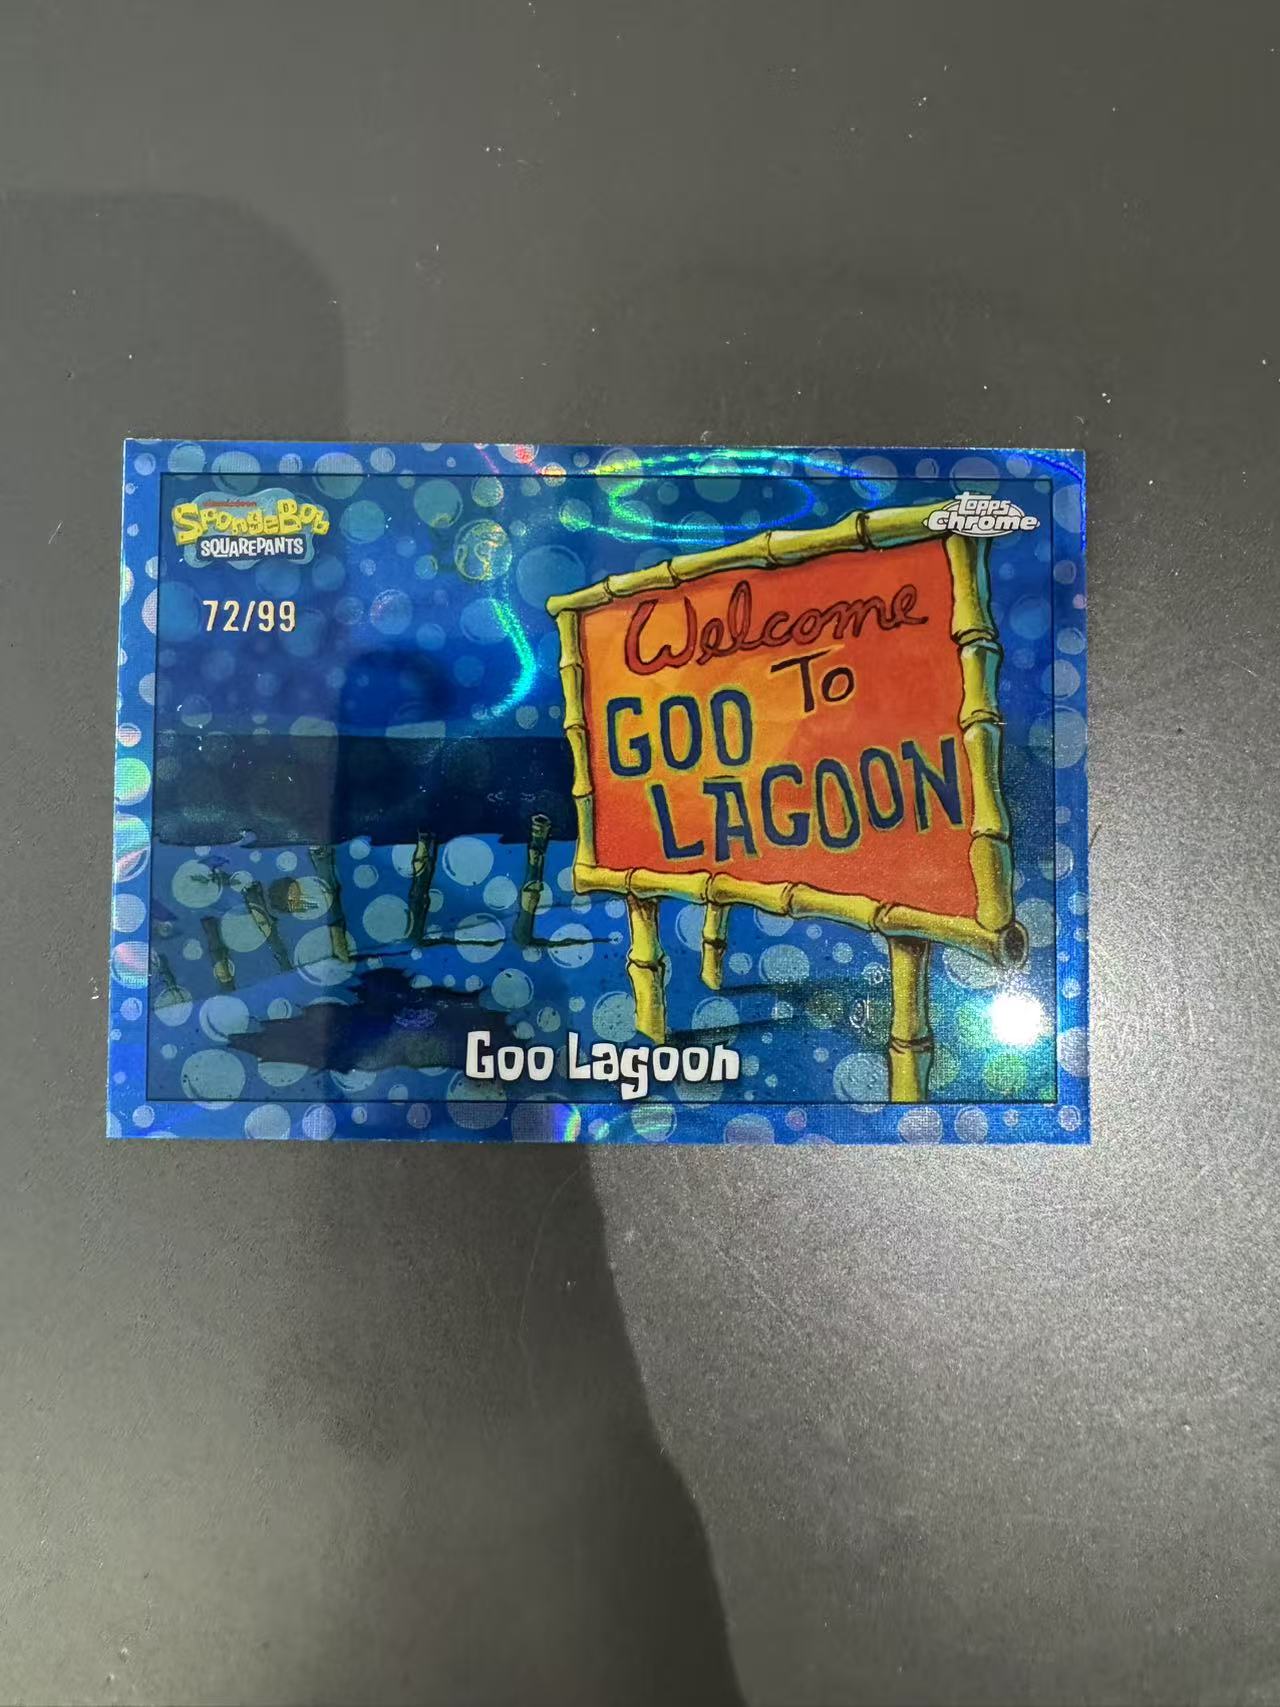 nickelodeon
SpongeBob
SQUAREPANTS
topps
Chrome
72/99
Welcome
To
GOO
LAGOON
Goo Lagoon